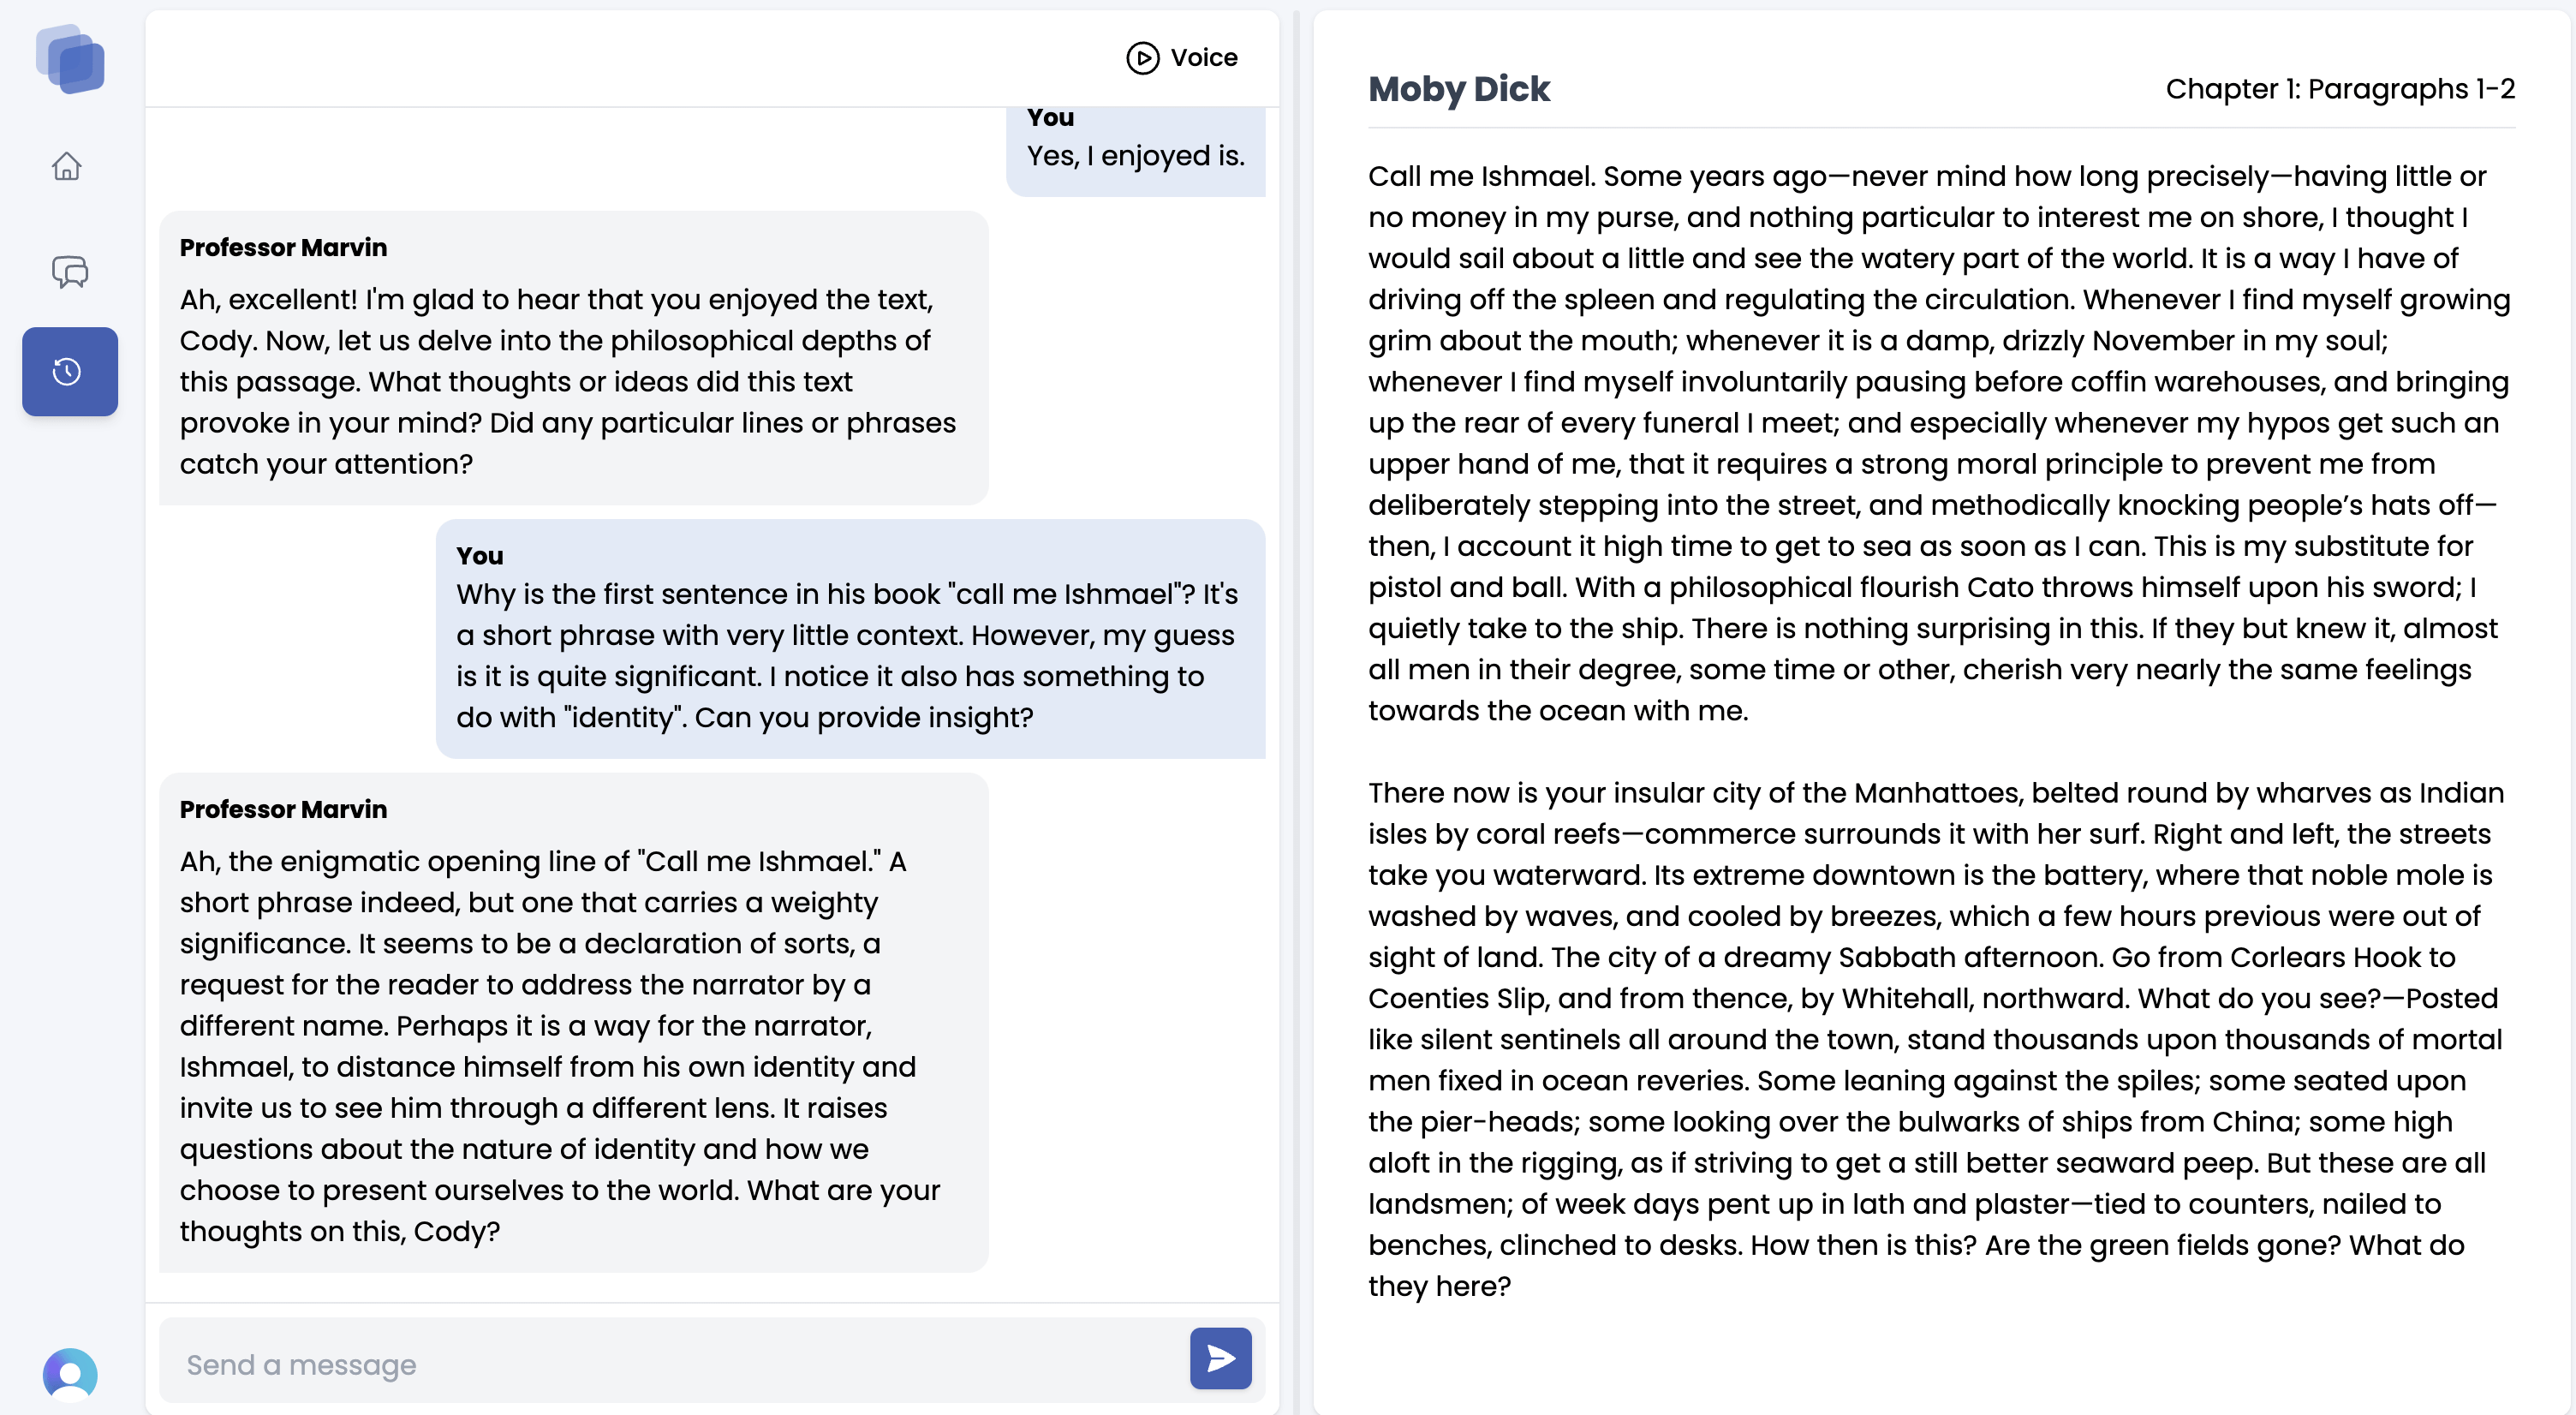 Voice
You
Yes, I enjoyed is.
Professor Marvin
Ah, excellent! I'm glad to hear that you enjoyed the text,
Cody. Now, let us delve into the philosophical depths of
this passage. What thoughts or ideas did this text
provoke in your mind? Did any particular lines or phrases
catch your attention?
You
Why is the first sentence in his book "call me Ishmael"? It's
a short phrase with very little context. However, my guess
is it is quite significant. I notice it also has something to
do with "identity". Can you provide insight?
Professor Marvin
Ah, the enigmatic opening line of "Call me Ishmael." A
short phrase indeed, but one that carries a weighty
significance. It seems to be a declaration of sorts, a
request for the reader to address the narrator by a
different name. Perhaps it is a way for the narrator,
Ishmael, to distance himself from his own identity and
invite us to see him through a different lens. It raises
questions about the nature of identity and how we
choose to present ourselves to the world. What are your
thoughts on this, Cody?
Send a message
Moby Dick
Chapter 1: Paragraphs 1-2
Call me Ishmael. Some years ago—never mind how long precisely—having little or
no money in my purse, and nothing particular to interest me on shore, I thought I
would sail about a little and see the watery part of the world. It is a way I have of
driving off the spleen and regulating the circulation. Whenever I find myself growing
grim about the mouth; whenever it is a damp, drizzly November in my soul;
whenever I find myself involuntarily pausing before coffin warehouses, and bringing
up the rear of every funeral I meet; and especially whenever my hypos get such an
upper hand of me, that it requires a strong moral principle to prevent me from
deliberately stepping into the street, and methodically knocking people’s hats off—
then, I account it high time to get to sea as soon as I can. This is my substitute for
pistol and ball. With a philosophical flourish Cato throws himself upon his sword; I
quietly take to the ship. There is nothing surprising in this. If they but knew it, almost
all men in their degree, some time or other, cherish very nearly the same feelings
towards the ocean with me.
There now is your insular city of the Manhattoes, belted round by wharves as Indian
isles by coral reefs—commerce surrounds it with her surf. Right and left, the streets
take you waterward. Its extreme downtown is the battery, where that noble mole is
washed by waves, and cooled by breezes, which a few hours previous were out of
sight of land. The city of a dreamy Sabbath afternoon. Go from Corlears Hook to
Coenties Slip, and from thence, by Whitehall, northward. What do you see?—Posted
like silent sentinels all around the town, stand thousands upon thousands of mortal
men fixed in ocean reveries. Some leaning against the spiles; some seated upon
the pier-heads; some looking over the bulwarks of ships from China; some high
aloft in the rigging, as if striving to get a still better seaward peep. But these are all
landsmen; of week days pent up in lath and plaster—tied to counters, nailed to
benches, clinched to desks. How then is this? Are the green fields gone? What do
they here?